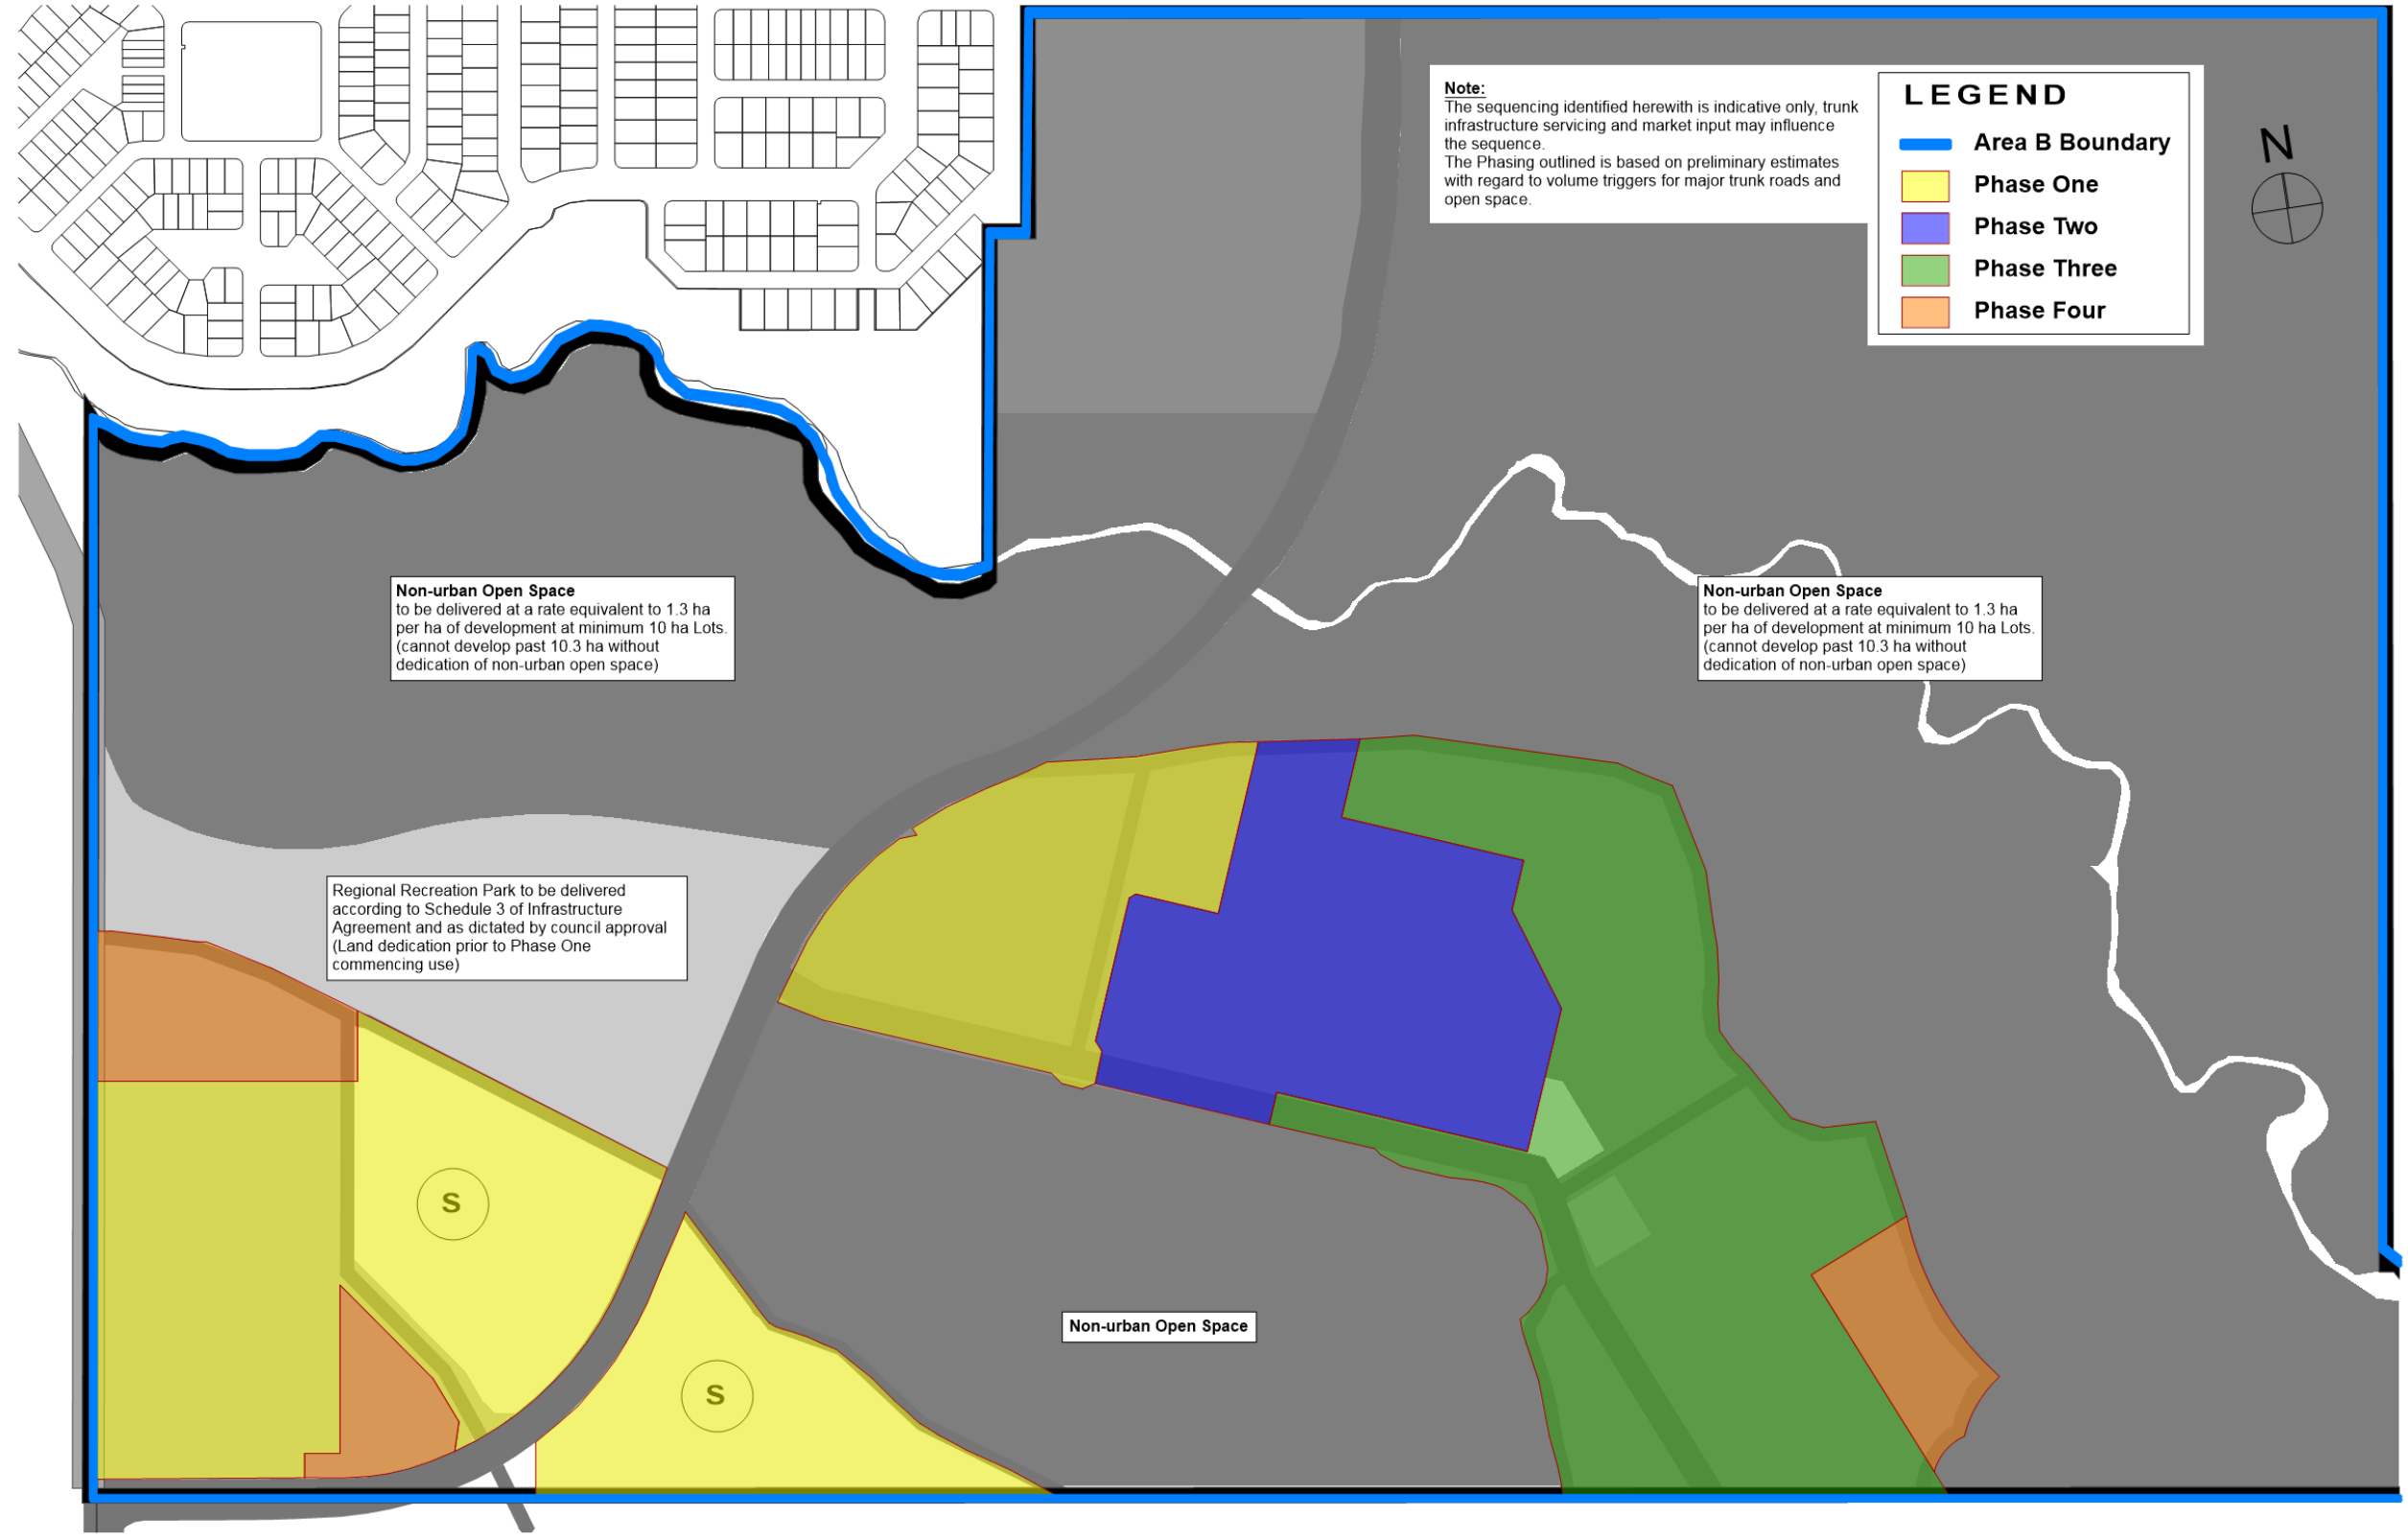 Note:
The sequencing identified herewith is indicative only, trunk
infrastructure servicing and market input may influence
the sequence.
The Phasing outlined is based on preliminary estimates
with regard to volume triggers for major trunk roads and
open space.
LEGEND
Area B Boundary
Phase One
Phase Two
Phase Three
Phase Four
N
Non-urban Open Space
to be delivered at a rate equivalent to 1.3 ha
per ha of development at minimum 10 ha Lots.
(cannot develop past 10.3 ha without
dedication of non-urban open space)
Non-urban Open Space
to be delivered at a rate equivalent to 1.3 ha
per ha of development at minimum 10 ha Lots.
(cannot develop past 10.3 ha without
dedication of non-urban open space)
Regional Recreation Park to be delivered
according to Schedule 3 of Infrastructure
Agreement and as dictated by council approval
(Land dedication prior to Phase One
commencing use)
S
S
Non-urban Open Space